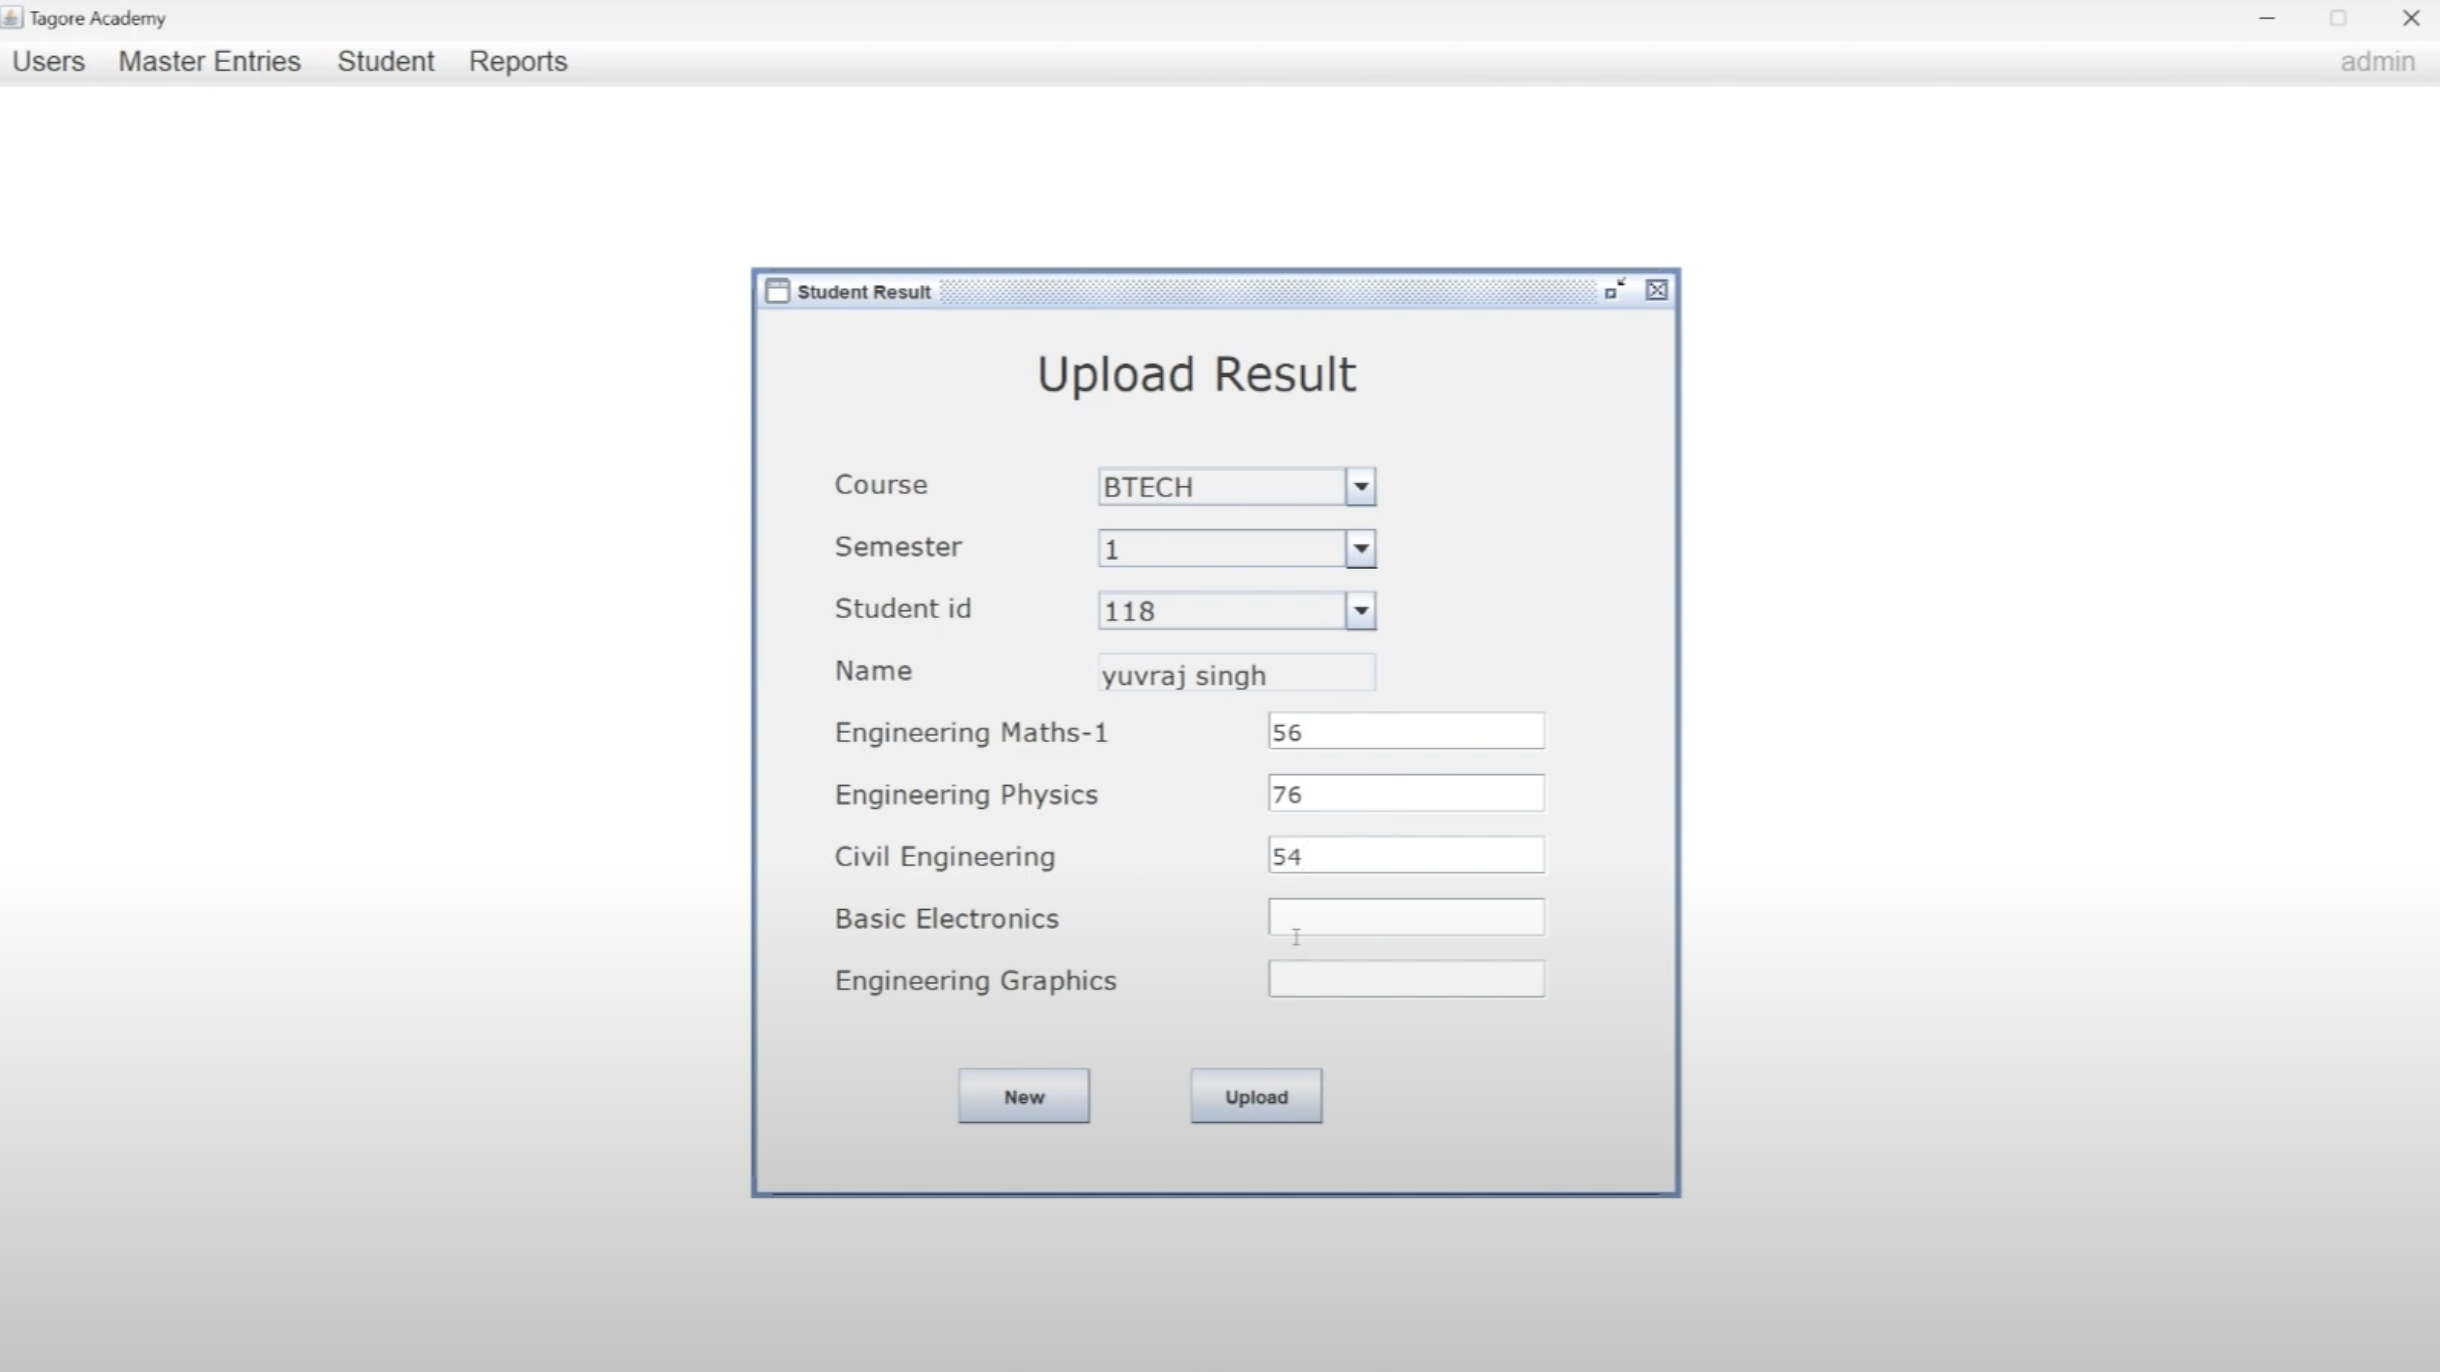 Tagore Academy
Users Master Entries Student Reports admin
Student Result
Upload Result
Course BTECH
Semester 1
Student id 118
Name yuvraj singh
Engineering Maths-1 56
Engineering Physics 76
Civil Engineering 54
Basic Electronics
Engineering Graphics
New Upload